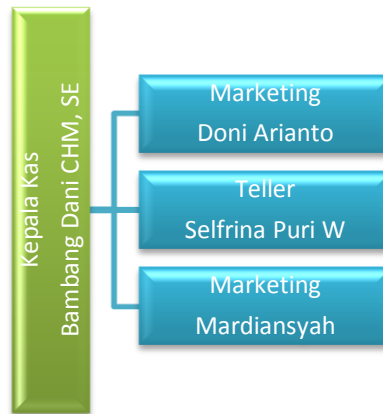 Kepala Kas
Bambang Dani CHM, SE
Marketing
Doni Arianto
Teller
Selfrina Puri W
Marketing
Mardiansyah